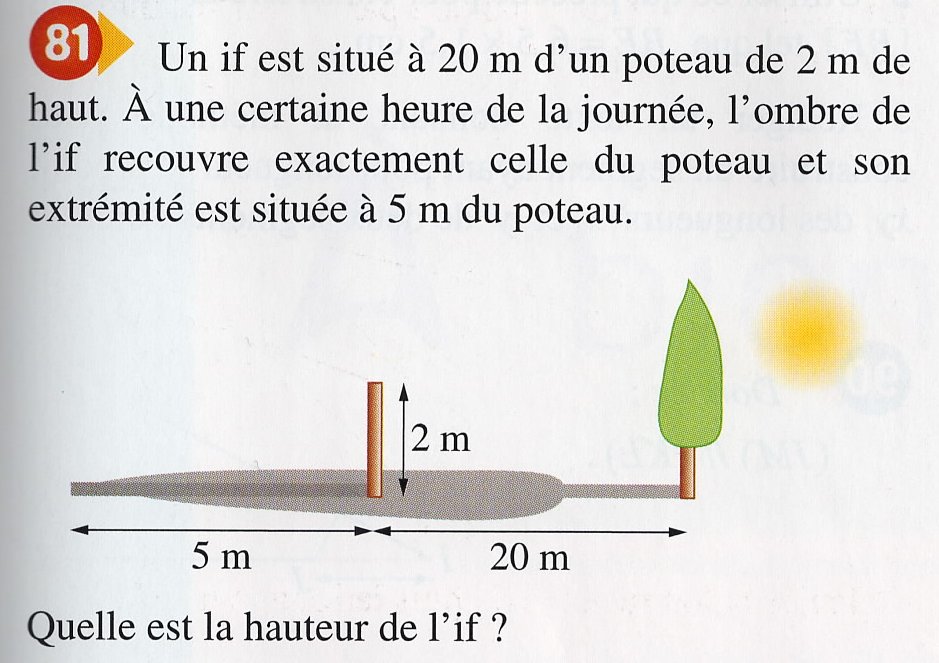 81 Un if est situé à 20 m d'un poteau de 2 m de
haut. À une certaine heure de la journée, l'ombre de
l'if recouvre exactement celle du poteau et son
extrémité est située à 5 m du poteau.
2 m
5 m
20 m
Quelle est la hauteur de l'if ?